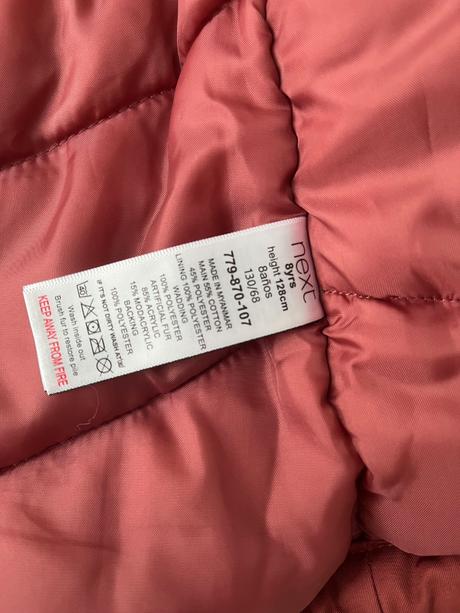 next
8yrs
height 128cm
8años
130/68
779-870-107
MADE IN MYANMAR
MAIN 55% COTTON
45% POLYESTER
LINING 100% POLYESTER
WADDING
100% POLYESTER
ARTIFICIAL FUR
85% ACRYLIC
15% MODACRYLIC
BACKING
100% POLYESTER
IF IT'S NOT DIRTY WASH AT 30°
Wash inside out
Brush fur to restore pile
KEEP AWAY FROM FIRE